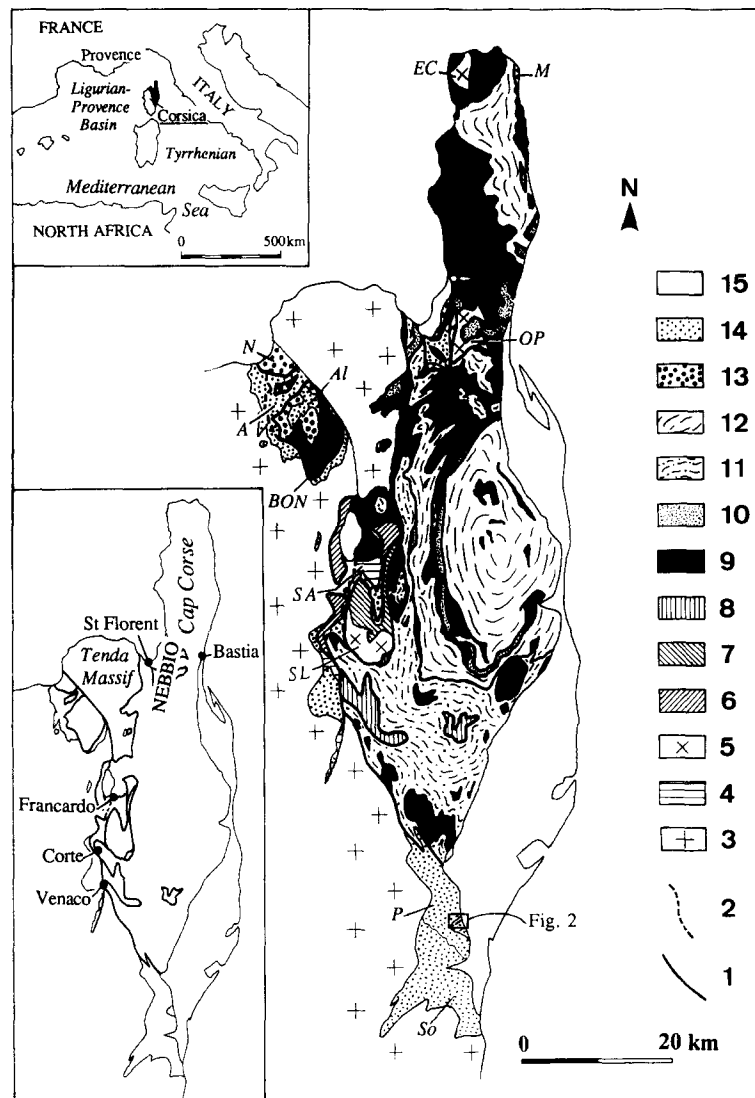 FRANCE
Provence
Ligurian-
Provence
Basin
ITALY
Corsica
Tyrrhenian
Mediterranean
Sea
NORTH AFRICA
0 500km
EC
M
N
OP
N
Al
A
BON
SA
SL
P
Fig. 2
So
0 20 km
15
14
13
12
11
10
9
8
7
6
5
4
3
2
1
Cap Corse
St Florent
NEBBIO
Bastia
Tenda
Massif
Francardo
Corte
Venaco